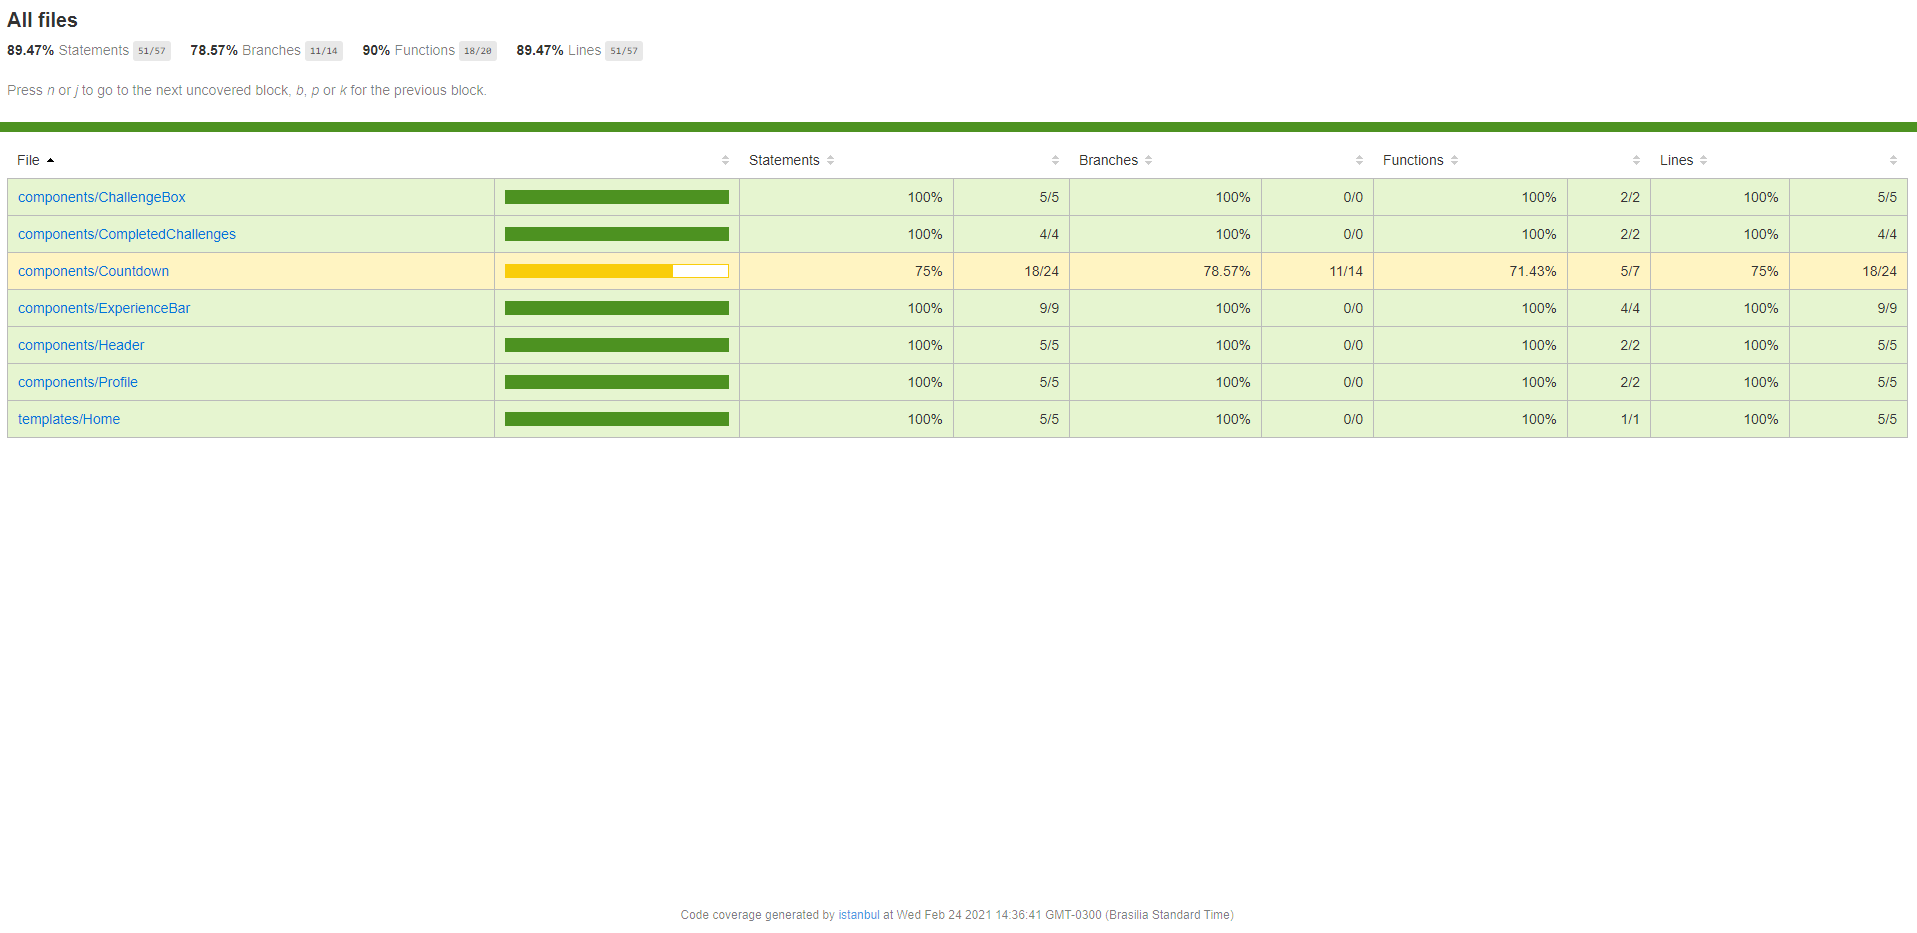 All files
89.47% Statements 51/57 78.57% Branches 11/14 90% Functions 18/20 89.47% Lines 51/57
Press n or j to go to the next uncovered block, b, p or k for the previous block.
File Statements Branches Functions Lines
components/ChallengeBox 100% 5/5 100% 0/0 100% 2/2 100% 5/5
components/CompletedChallenges 100% 4/4 100% 0/0 100% 2/2 100% 4/4
components/Countdown 75% 18/24 78.57% 11/14 71.43% 5/7 75% 18/24
components/ExperienceBar 100% 9/9 100% 0/0 100% 4/4 100% 9/9
components/Header 100% 5/5 100% 0/0 100% 2/2 100% 5/5
components/Profile 100% 5/5 100% 0/0 100% 2/2 100% 5/5
templates/Home 100% 5/5 100% 0/0 100% 1/1 100% 5/5
Code coverage generated by istanbul at Wed Feb 24 2021 14:36:41 GMT-0300 (Brasilia Standard Time)